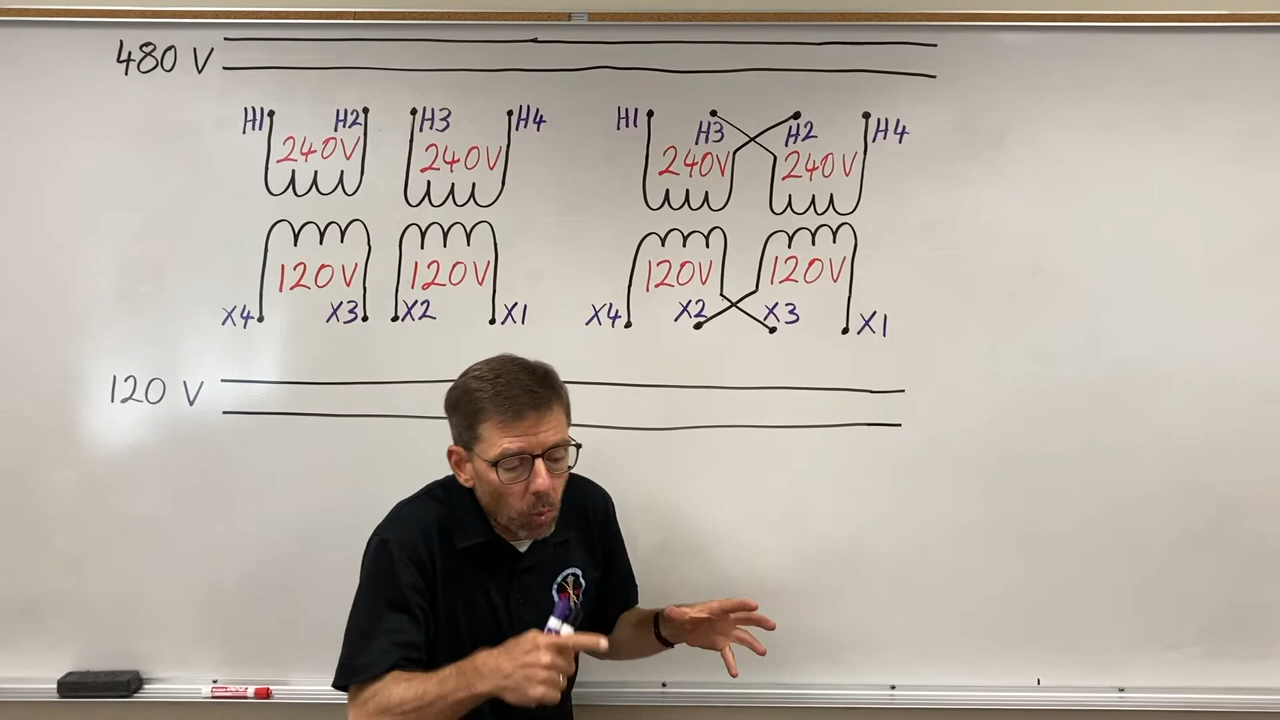 480 V
H1 H2 H3 H4
240V 240V
120V 120V
X4 X3 X2 X1
H1 H3 H2 H4
240V 240V
120V 120V
X4 X2 X3 X1
120 V